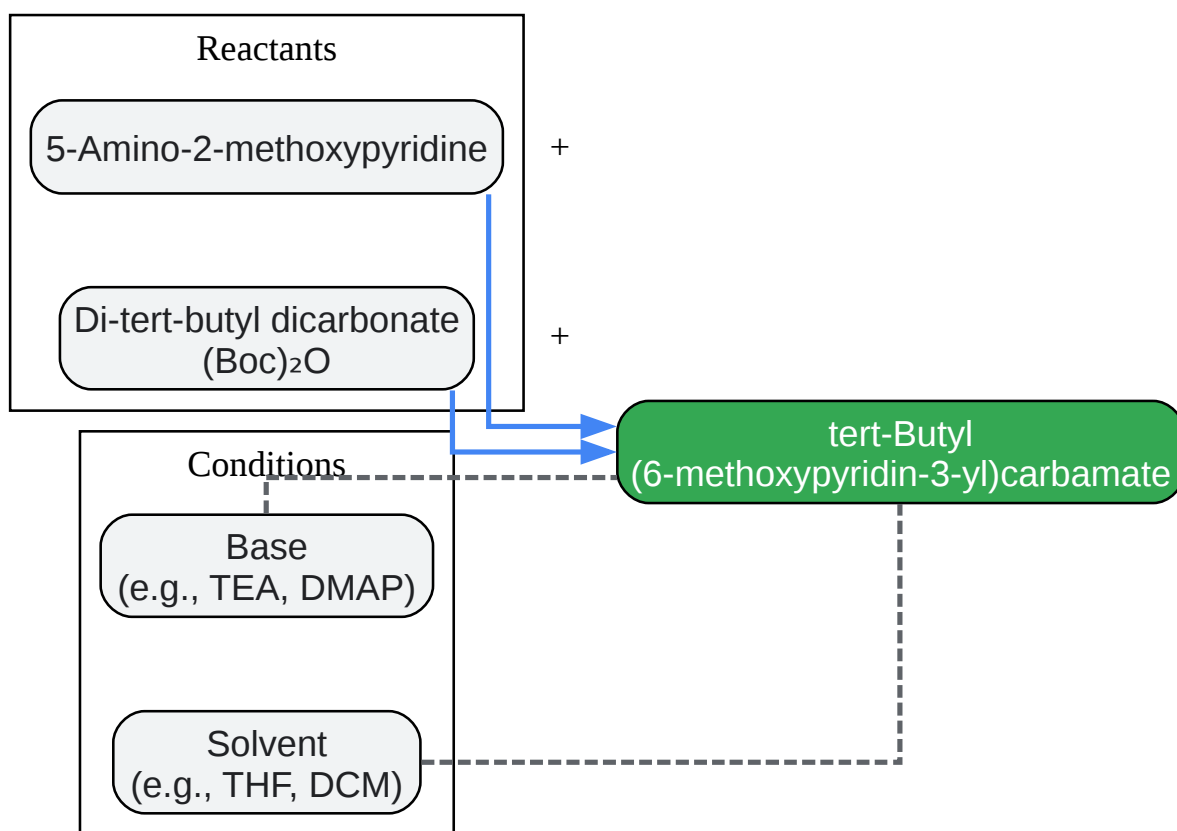 Reactants
5-Amino-2-methoxypyridine
+
Di-tert-butyl dicarbonate
(Boc)₂O
+
tert-Butyl
(6-methoxypyridin-3-yl)carbamate
Conditions
Base
(e.g., TEA, DMAP)
Solvent
(e.g., THF, DCM)